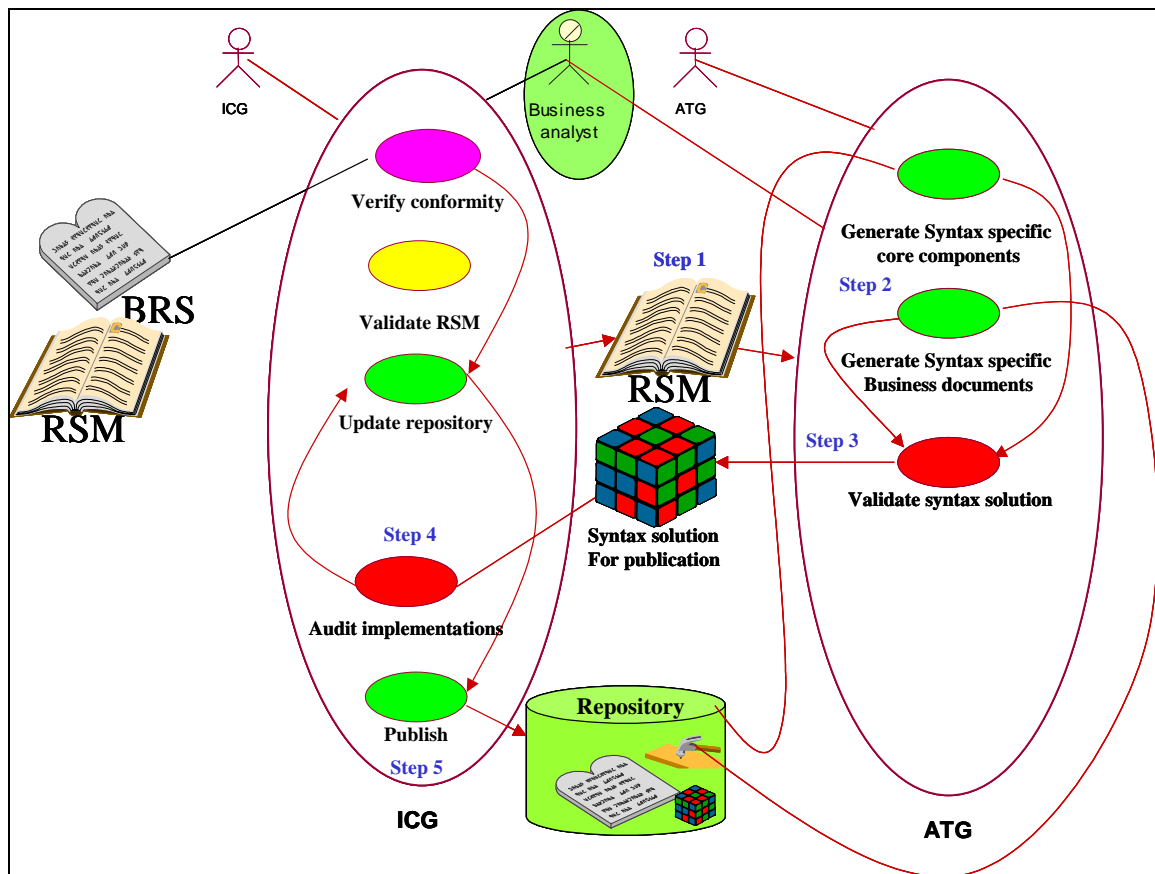 ICG
Business
analyst
ATG
Verify conformity
BRS
RSM
Validate RSM
Update repository
Step 4
Audit implementations
Publish
Step 5
ICG
Step 1
RSM
Syntax solution
For publication
Repository
Generate Syntax specific
core components
Step 2
Generate Syntax specific
Business documents
Step 3
Validate syntax solution
ATG